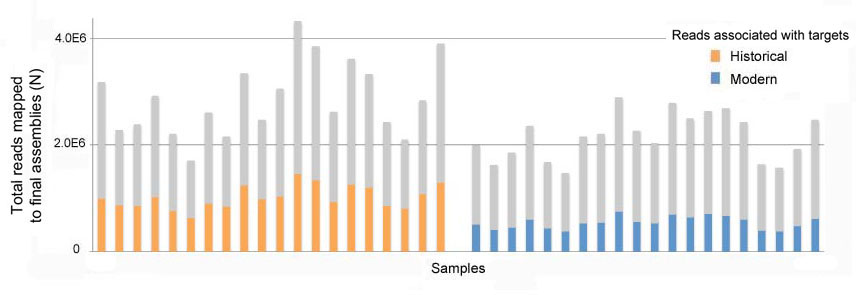 Reads associated with targets
Historical
Modern
Total reads mapped
to final assemblies (N)
4.0E6
2.0E6
0
Samples